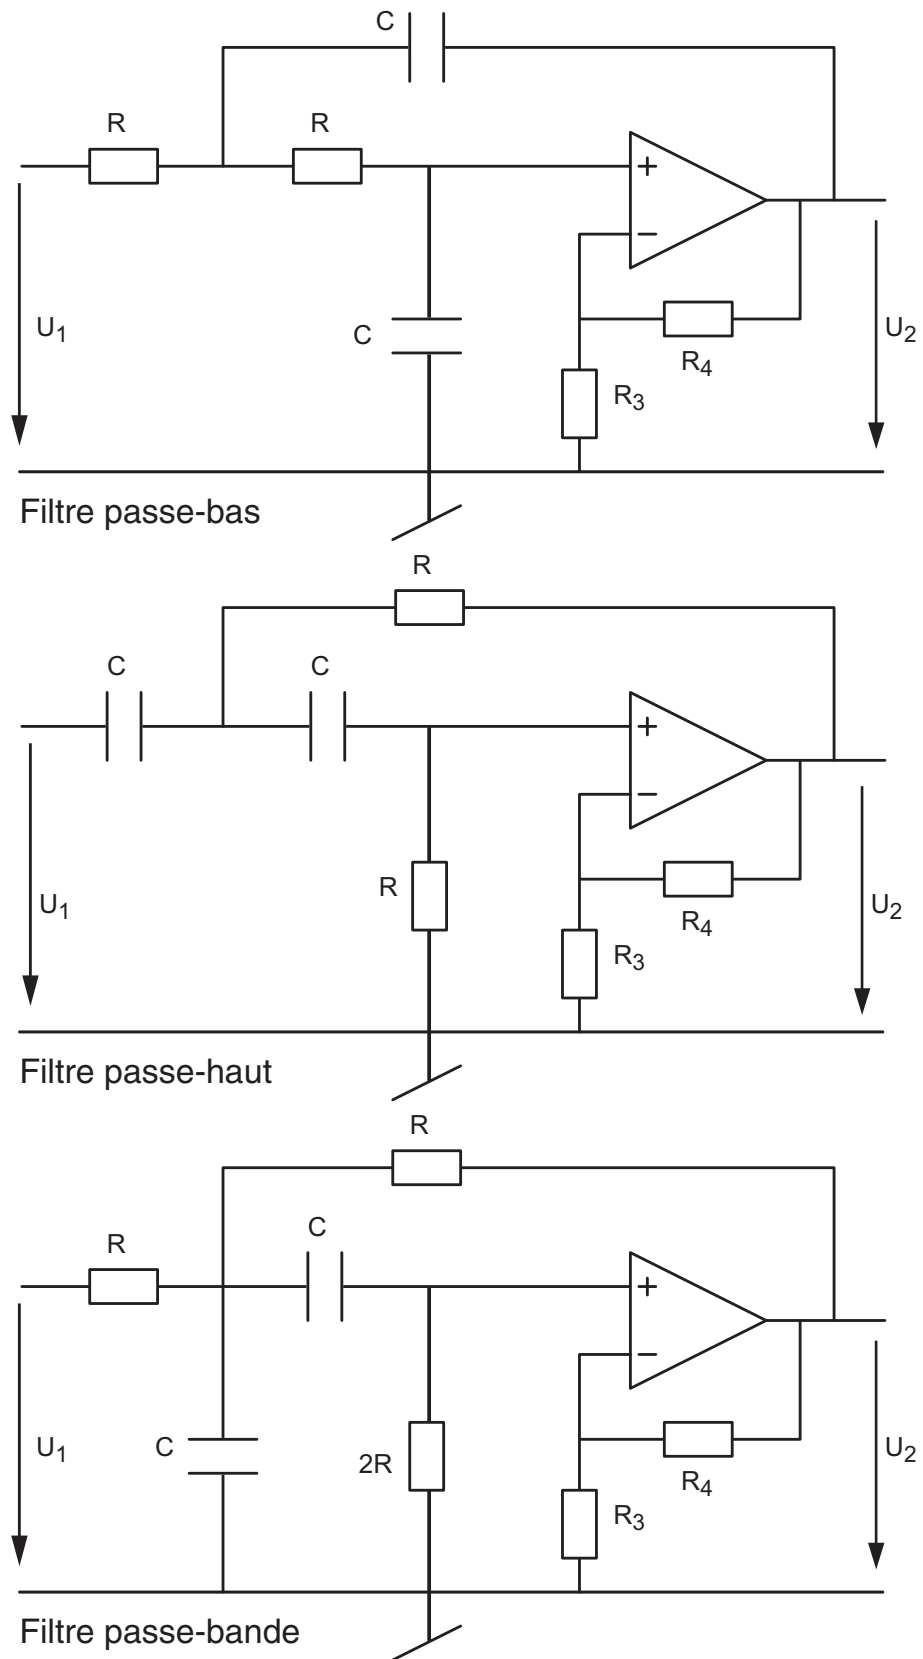 C
R R
+
−
U1
C
R4
U2
R3
Filtre passe-bas
R
C C
+
−
U1
R
R4
U2
R3
Filtre passe-haut
R
C
R
+
−
U1
C
2R
R4
U2
R3
Filtre passe-bande